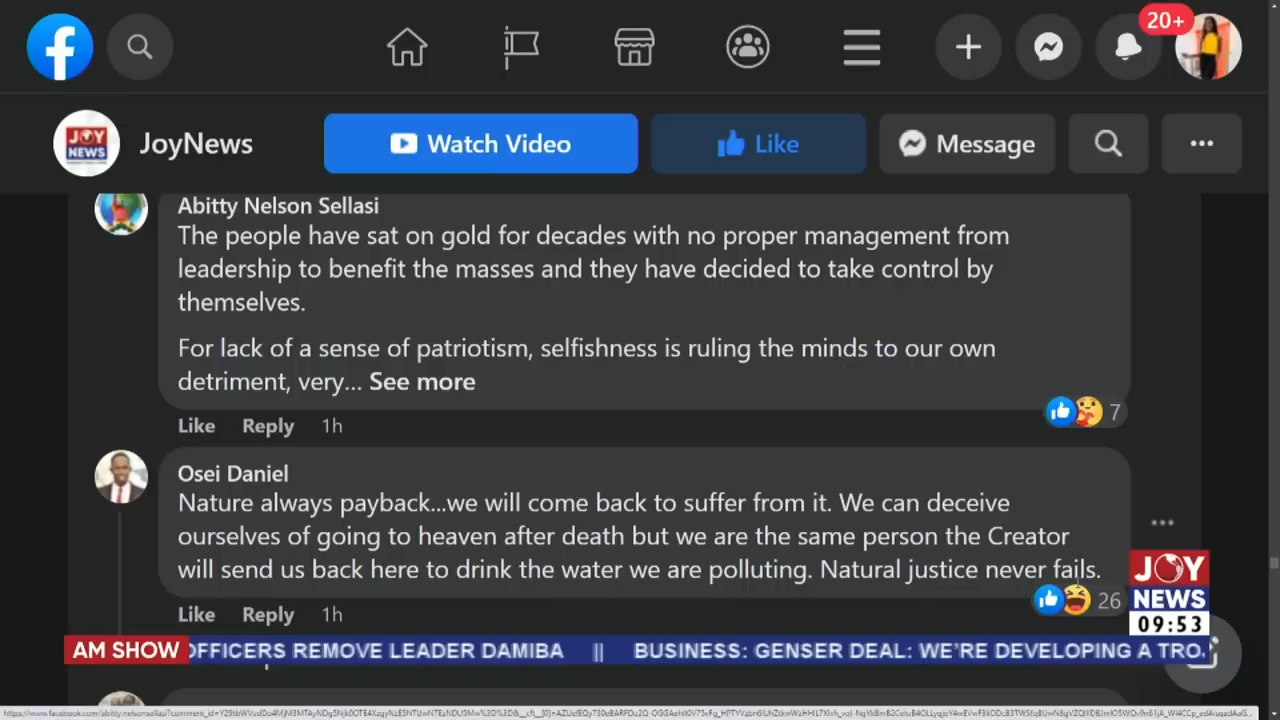 20+
JOY
NEWS
JoyNews
Watch Video
Like
Message
Abitty Nelson Sellasi
The people have sat on gold for decades with no proper management from
leadership to benefit the masses and they have decided to take control by
themselves.
For lack of a sense of patriotism, selfishness is ruling the minds to our own
detriment, very... See more
7
Like Reply 1h
Osei Daniel
Nature always payback...we will come back to suffer from it. We can deceive
ourselves of going to heaven after death but we are the same person the Creator
will send us back here to drink the water we are polluting. Natural justice never fails.
26
Like Reply 1h
JOY
NEWS
09:53
AM SHOW
OFFICERS REMOVE LEADER DAMIBA || BUSINESS: GENSER DEAL: WE'RE DEVELOPING A TRO